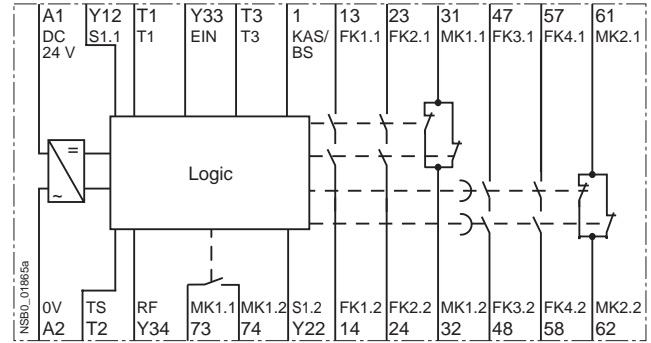 A1 Y12 T1 Y33 T3 1 13 23 31 47 57 61
DC S1.1 T1 EIN T3 KAS/ FK1.1 FK2.1 MK1.1 FK3.1 FK4.1 MK2.1
24 V BS
=
~
Logic
NSB0_01865a
0V TS RF MK1.1 MK1.2 S1.2 FK1.2 FK2.2 MK1.2 FK3.2 FK4.2 MK2.2
A2 T2 Y34 73 74 Y22 14 24 32 48 58 62